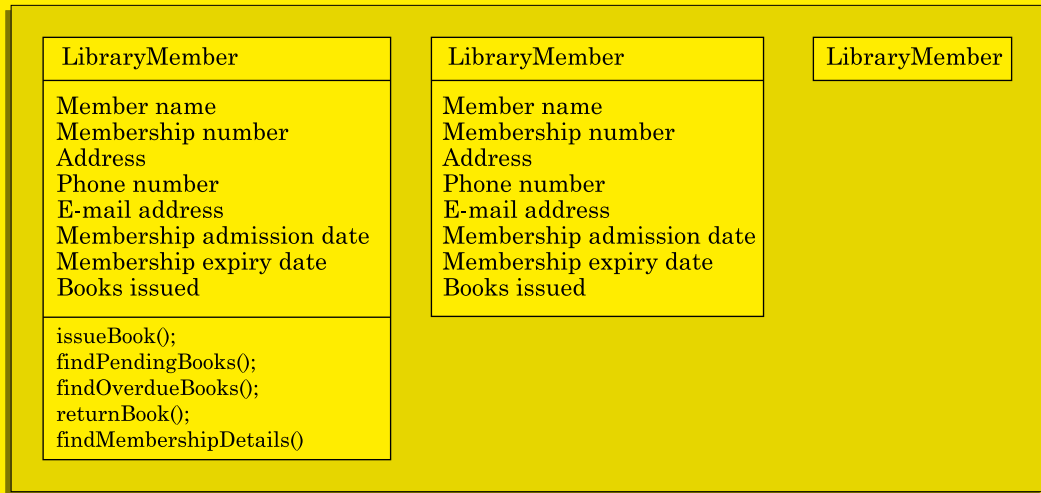 LibraryMember
Member name
Membership number
Address
Phone number
E-mail address
Membership admission date
Membership expiry date
Books issued
issueBook();
findPendingBooks();
findOverdueBooks();
returnBook();
findMembershipDetails()
LibraryMember
Member name
Membership number
Address
Phone number
E-mail address
Membership admission date
Membership expiry date
Books issued
LibraryMember